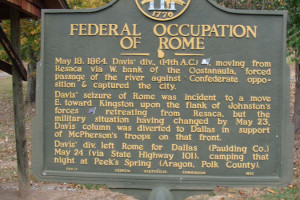 1776
FEDERAL OCCUPATION
OF ROME
May 18, 1864. Davis' div. (14th A.C.) moving from
Resaca via W. bank of the Oostanaula, forced
passage of the river against Confederate oppo-
sition & captured the city.
Davis' seizure of Rome was incident to a move
E. toward Kingston upon the flank of Johnston's
forces retreating from Resaca, but the
military situation having changed by May 23,
Davis column was diverted to Dallas in support
of McPherson's troops on that front.
Davis' div. left Rome for Dallas (Paulding Co.)
May 24 (via State Highway 101), camping that
night at Peek's Spring (Aragon, Polk County).
GEORGIA HISTORICAL COMMISSION